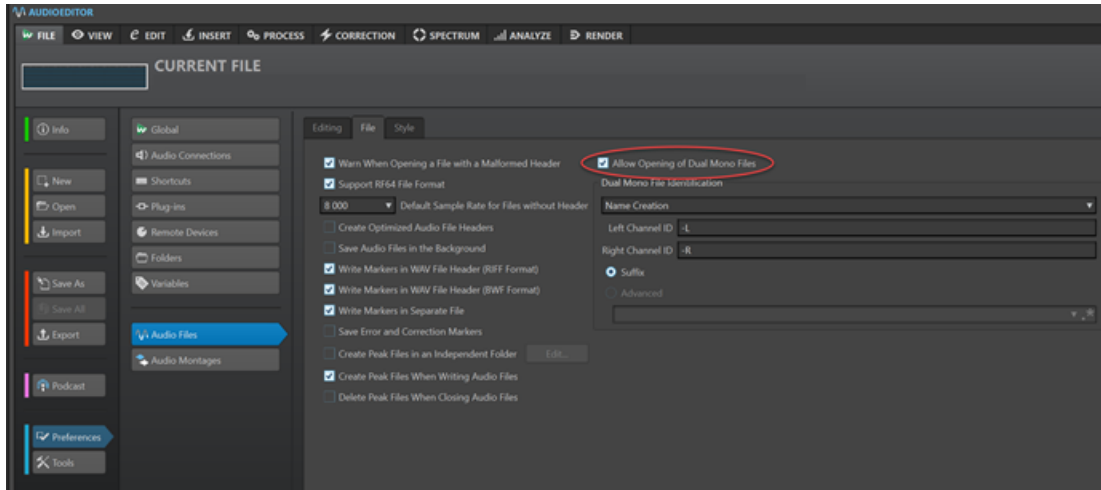 AUDIOEDITOR
FILE VIEW EDIT INSERT PROCESS CORRECTION SPECTRUM ANALYZE RENDER
CURRENT FILE
Info
New
Open
Import
Save As
Save All
Export
Podcast
Preferences
Tools
Global
Audio Connections
Shortcuts
Plug-ins
Remote Devices
Folders
Variables
Audio Files
Audio Montages
Editing File Style
Warn When Opening a File with a Malformed Header
Support RF64 File Format
8 000 Default Sample Rate for Files without Header
Create Optimized Audio File Headers
Save Audio Files in the Background
Write Markers in WAV File Header (RIFF Format)
Write Markers in WAV File Header (BWF Format)
Write Markers in Separate File
Save Error and Correction Markers
Create Peak Files in an Independent Folder Edit...
Create Peak Files When Writing Audio Files
Delete Peak Files When Closing Audio Files
Allow Opening of Dual Mono Files
Dual Mono File Identification
Name Creation
Left Channel ID -L
Right Channel ID -R
Suffix
Advanced